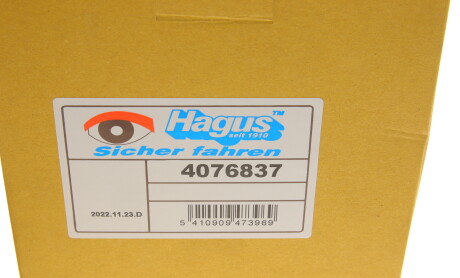 Hagus™
seit 1910
Sicher fahren
4076837
2022.11.23.D
5 410909 473969